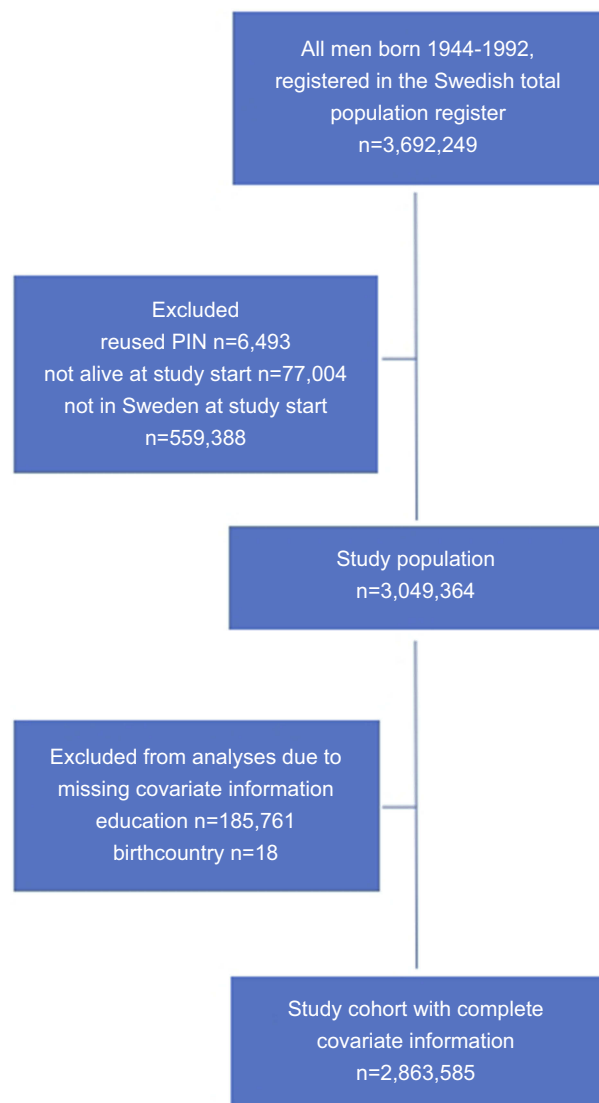 All men born 1944-1992,
registered in the Swedish total
population register
n=3,692,249
Excluded
reused PIN n=6,493
not alive at study start n=77,004
not in Sweden at study start
n=559,388
Study population
n=3,049,364
Excluded from analyses due to
missing covariate information
education n=185,761
birthcountry n=18
Study cohort with complete
covariate information
n=2,863,585